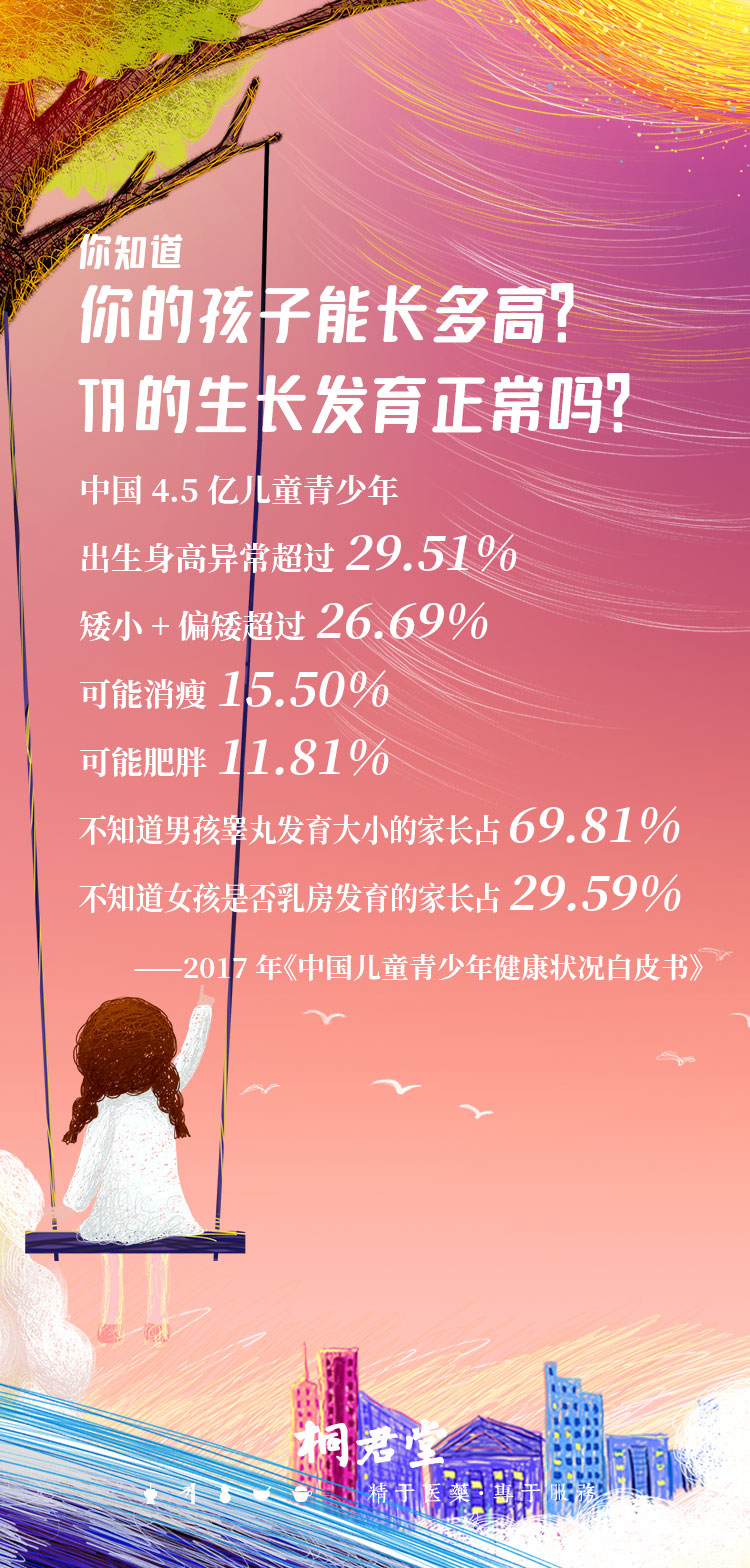 你知道
你的孩子能长多高?
TA的生长发育正常吗?
中国 4.5 亿儿童青少年
出生身高异常超过 29.51%
矮小 + 偏矮超过 26.69%
可能消瘦 15.50%
可能肥胖 11.81%
不知道男孩睾丸发育大小的家长占 69.81%
不知道女孩是否乳房发育的家长占 29.59%
——2017 年《中国儿童青少年健康状况白皮书》
桐君堂
精于医藥·專于服務